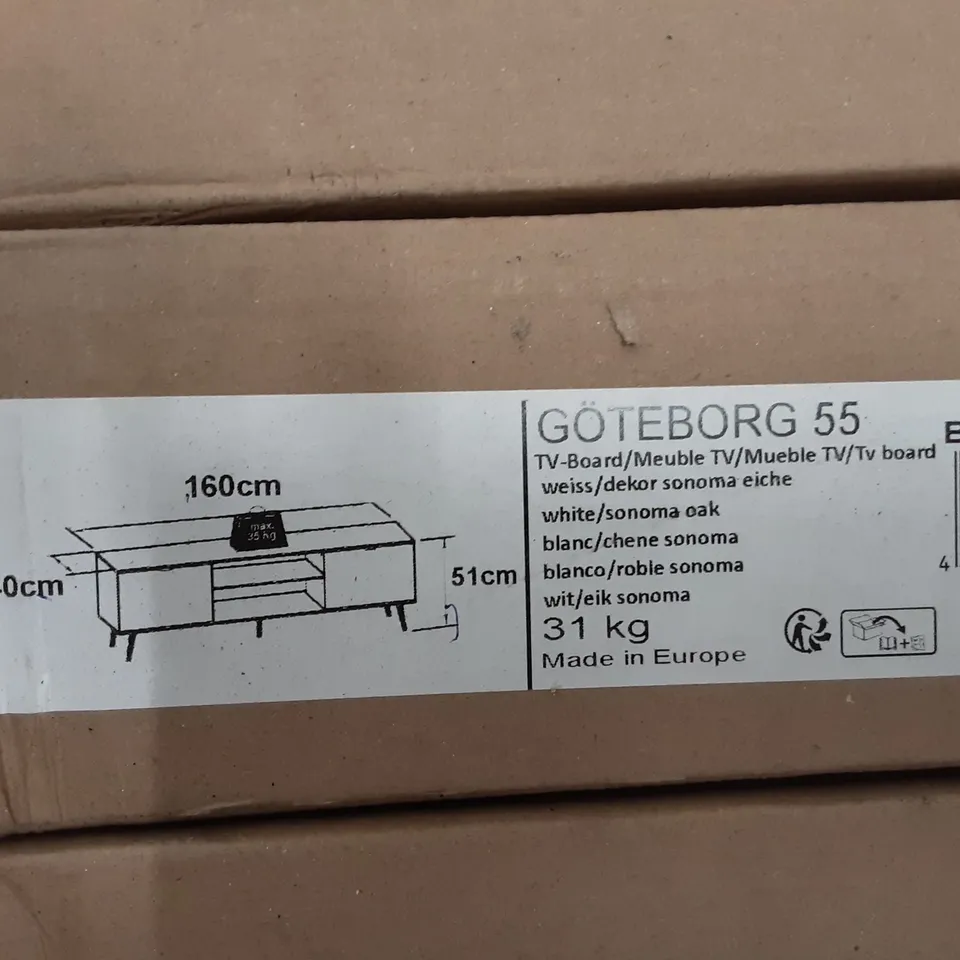 160cm
max.
35 kg
0cm
51cm
GÖTEBORG 55
TV-Board/Meuble TV/Mueble TV/Tv board
weiss/dekor sonoma eiche
white/sonoma oak
blanc/chene sonoma
blanco/roble sonoma
wit/eik sonoma
31 kg
Made in Europe
4